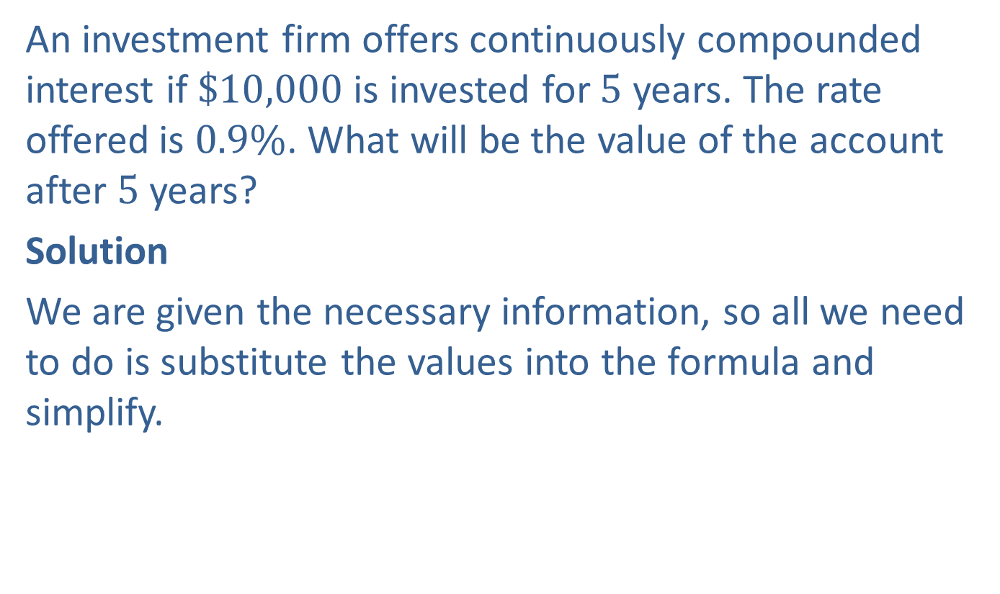 An investment firm offers continuously compounded
interest if $10,000 is invested for 5 years. The rate
offered is 0.9%. What will be the value of the account
after 5 years?
Solution
We are given the necessary information, so all we need
to do is substitute the values into the formula and
simplify.